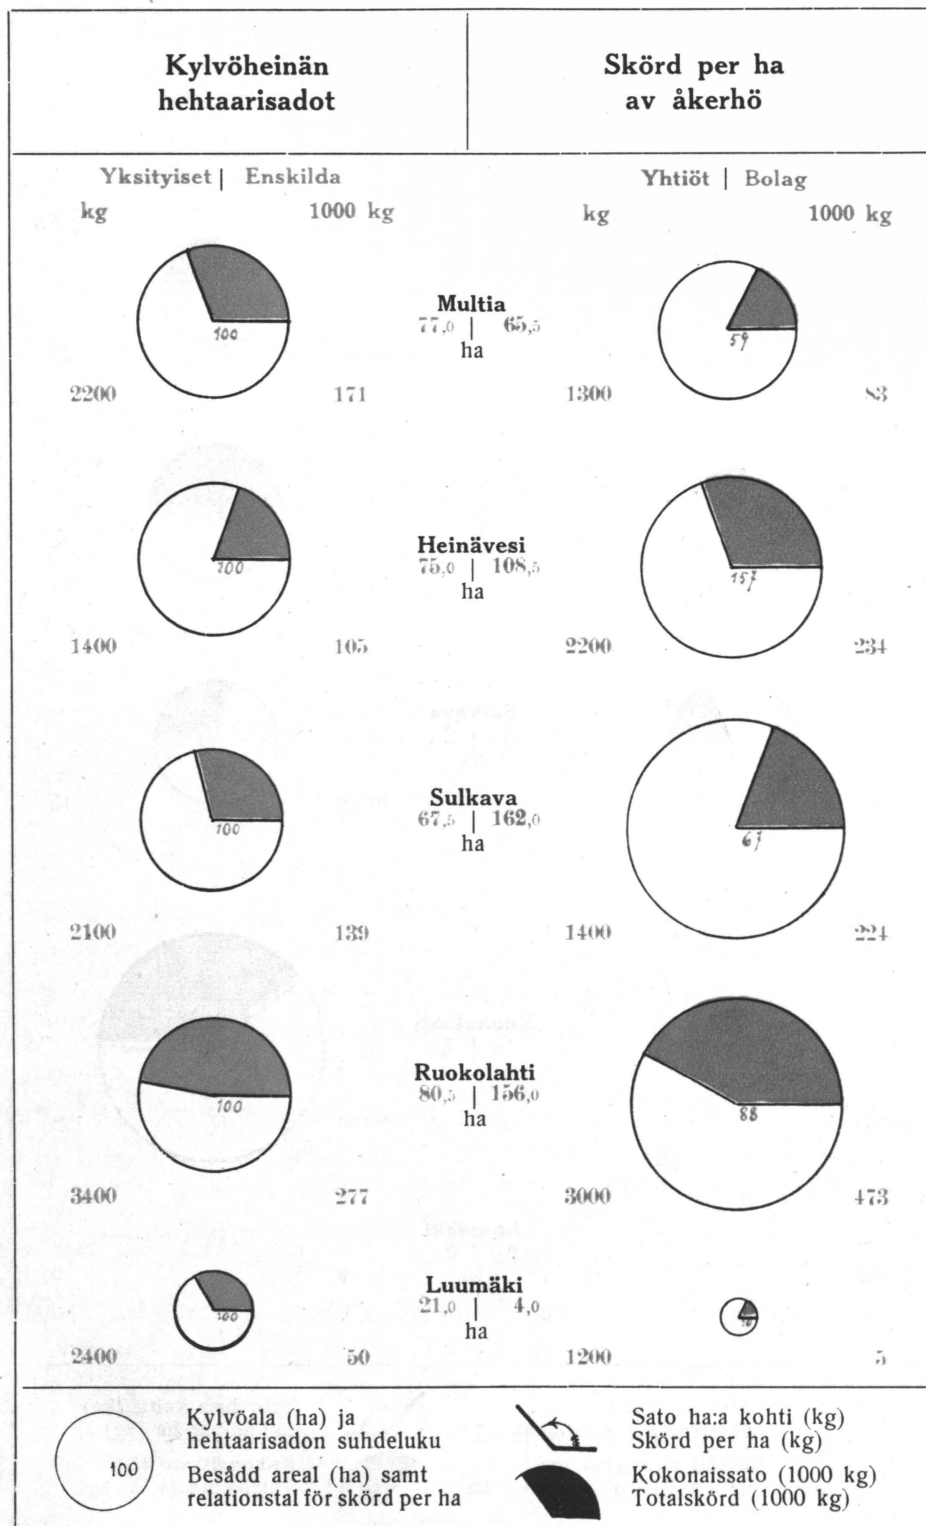 Kylvöheinän
hehtaarisadot
Skörd per ha
av åkerhö
Yksityiset | Enskilda
Yhtiöt | Bolag
kg 1000 kg
kg 1000 kg
Multia
77,0 | 65,5
ha
100
59
2200 171
1300 83
Heinävesi
75,0 | 108,5
ha
100
157
1400 105
2200 234
Sulkava
67,5 | 162,0
ha
100
67
2100 139
1400 224
Ruokolahti
80,5 | 156,0
ha
100
88
3400 277
3000 473
Luumäki
21,0 | 4,0
ha
100
2400 50
1200 5
100
Kylvöala (ha) ja
hehtaarisadon suhdeluku
Besådd areal (ha) samt
relationstal för skörd per ha
Sato ha:a kohti (kg)
Skörd per ha (kg)
Kokonaissato (1000 kg)
Totalskörd (1000 kg)